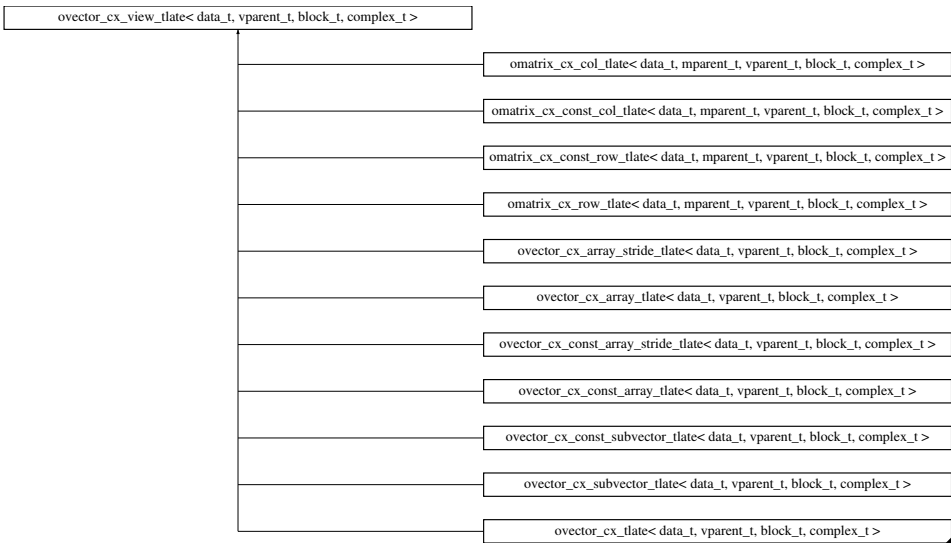 ovector_cx_view_tlate< data_t, vparent_t, block_t, complex_t >
omatrix_cx_col_tlate< data_t, mparent_t, vparent_t, block_t, complex_t >
omatrix_cx_const_col_tlate< data_t, mparent_t, vparent_t, block_t, complex_t >
omatrix_cx_const_row_tlate< data_t, mparent_t, vparent_t, block_t, complex_t >
omatrix_cx_row_tlate< data_t, mparent_t, vparent_t, block_t, complex_t >
ovector_cx_array_stride_tlate< data_t, vparent_t, block_t, complex_t >
ovector_cx_array_tlate< data_t, vparent_t, block_t, complex_t >
ovector_cx_const_array_stride_tlate< data_t, vparent_t, block_t, complex_t >
ovector_cx_const_array_tlate< data_t, vparent_t, block_t, complex_t >
ovector_cx_const_subvector_tlate< data_t, vparent_t, block_t, complex_t >
ovector_cx_subvector_tlate< data_t, vparent_t, block_t, complex_t >
ovector_cx_tlate< data_t, vparent_t, block_t, complex_t >